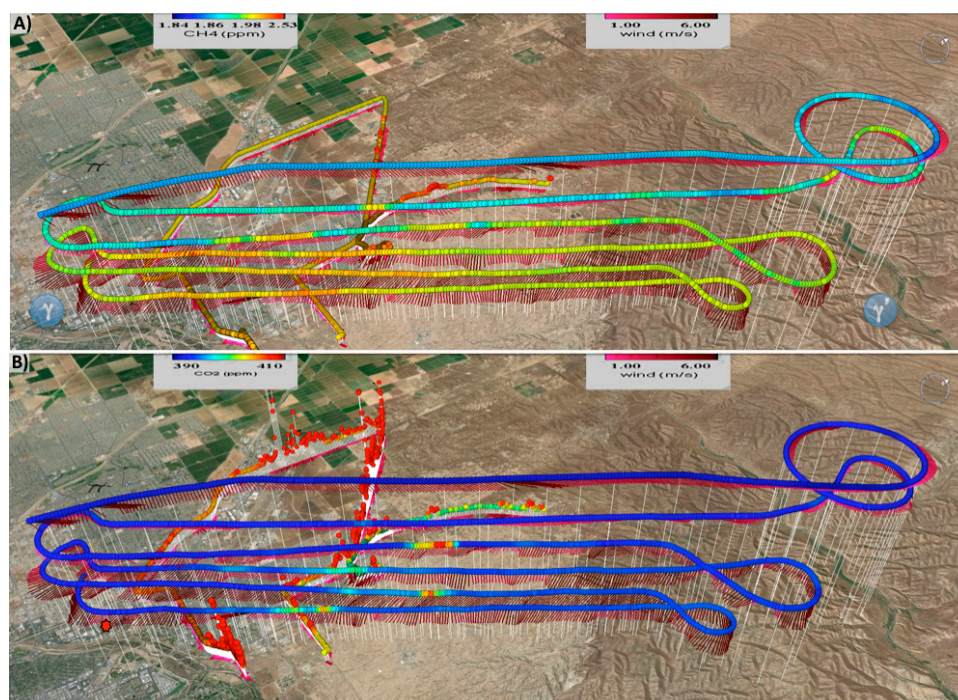 A)
1.84 1.86 1.98 2.53
CH4 (ppm)
1.00 6.00
wind (m/s)
γ
γ'
B)
390 410
CO2 (ppm)
1.00 6.00
wind (m/s)